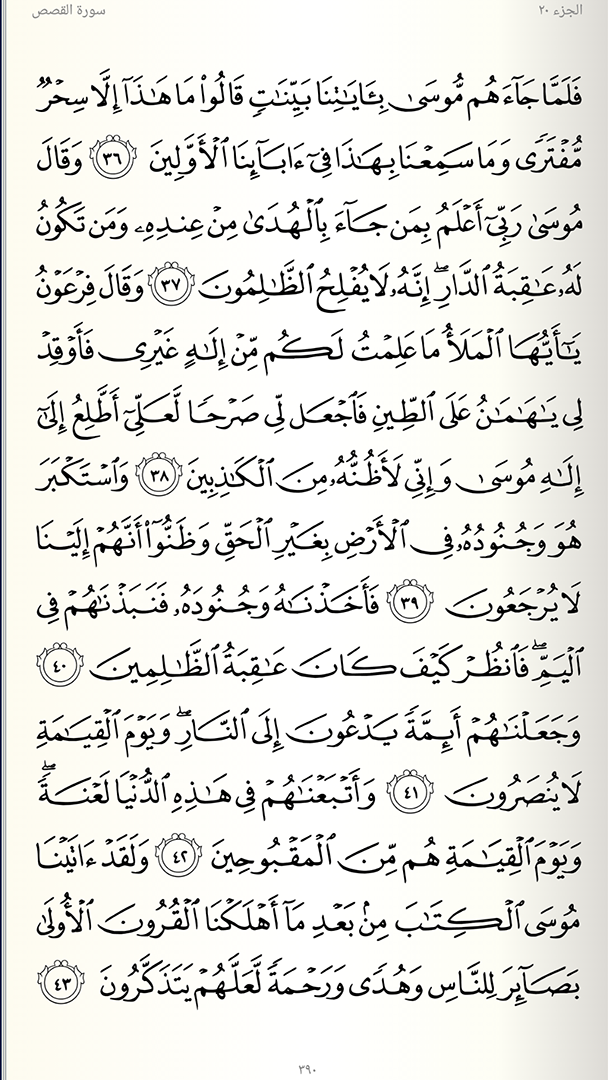 الجزء ٢٠
سورة القصص
فَلَمَّا جَآءَهُم مُّوسَىٰ بِـَٔايَـٰتِنَا بَيِّنَـٰتٍ قَالُوا۟ مَا هَـٰذَآ إِلَّا سِحْرٌ
مُّفْتَرًى وَمَا سَمِعْنَا بِهَـٰذَا فِىٓ ءَابَآئِنَا ٱلْأَوَّلِينَ ٣٦ وَقَالَ
مُوسَىٰ رَبِّىٓ أَعْلَمُ بِمَن جَآءَ بِٱلْهُدَىٰ مِنْ عِندِهِۦ وَمَن تَكُونُ
لَهُۥ عَـٰقِبَةُ ٱلدَّارِ ۖ إِنَّهُۥ لَا يُفْلِحُ ٱلظَّـٰلِمُونَ ٣٧ وَقَالَ فِرْعَوْنُ
يَـٰٓأَيُّهَا ٱلْمَلَأُ مَا عَلِمْتُ لَكُم مِّنْ إِلَـٰهٍ غَيْرِى فَأَوْقِدْ
لِى يَـٰهَـٰمَـٰنُ عَلَى ٱلطِّينِ فَٱجْعَل لِّى صَرْحًا لَّعَلِّىٓ أَطَّلِعُ إِلَىٰٓ
إِلَـٰهِ مُوسَىٰ وَإِنِّى لَأَظُنُّهُۥ مِنَ ٱلْكَـٰذِبِينَ ٣٨ وَٱسْتَكْبَرَ
هُوَ وَجُنُودُهُۥ فِى ٱلْأَرْضِ بِغَيْرِ ٱلْحَقِّ وَظَنُّوٓا۟ أَنَّهُمْ إِلَيْنَا
لَا يُرْجَعُونَ ٣٩ فَأَخَذْنَـٰهُ وَجُنُودَهُۥ فَنَبَذْنَـٰهُمْ فِى
ٱلْيَمِّ ۖ فَٱنظُرْ كَيْفَ كَانَ عَـٰقِبَةُ ٱلظَّـٰلِمِينَ ٤٠
وَجَعَلْنَـٰهُمْ أَئِمَّةً يَدْعُونَ إِلَى ٱلنَّارِ ۖ وَيَوْمَ ٱلْقِيَـٰمَةِ
لَا يُنصَرُونَ ٤١ وَأَتْبَعْنَـٰهُمْ فِى هَـٰذِهِ ٱلدُّنْيَا لَعْنَةً ۖ
وَيَوْمَ ٱلْقِيَـٰمَةِ هُم مِّنَ ٱلْمَقْبُوحِينَ ٤٢ وَلَقَدْ ءَاتَيْنَا
مُوسَى ٱلْكِتَـٰبَ مِنۢ بَعْدِ مَآ أَهْلَكْنَا ٱلْقُرُونَ ٱلْأُولَىٰ
بَصَآئِرَ لِلنَّاسِ وَهُدًى وَرَحْمَةً لَّعَلَّهُمْ يَتَذَكَّرُونَ ٤٣
٣٩٠